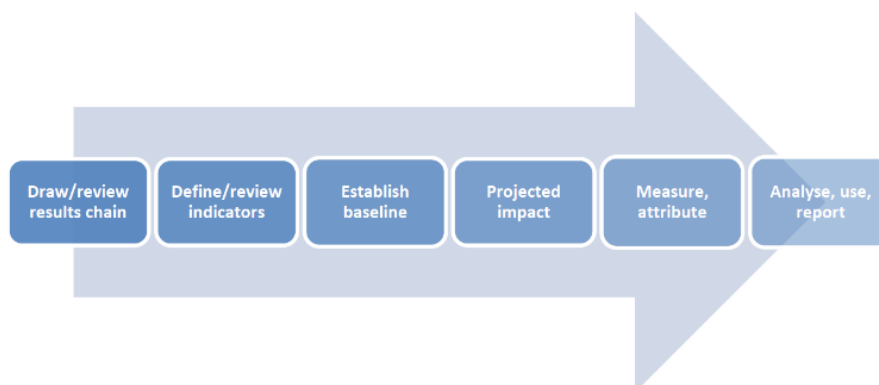 Draw/review
results chain
Define/review
indicators
Establish
baseline
Projected
impact
Measure,
attribute
Analyse, use,
report